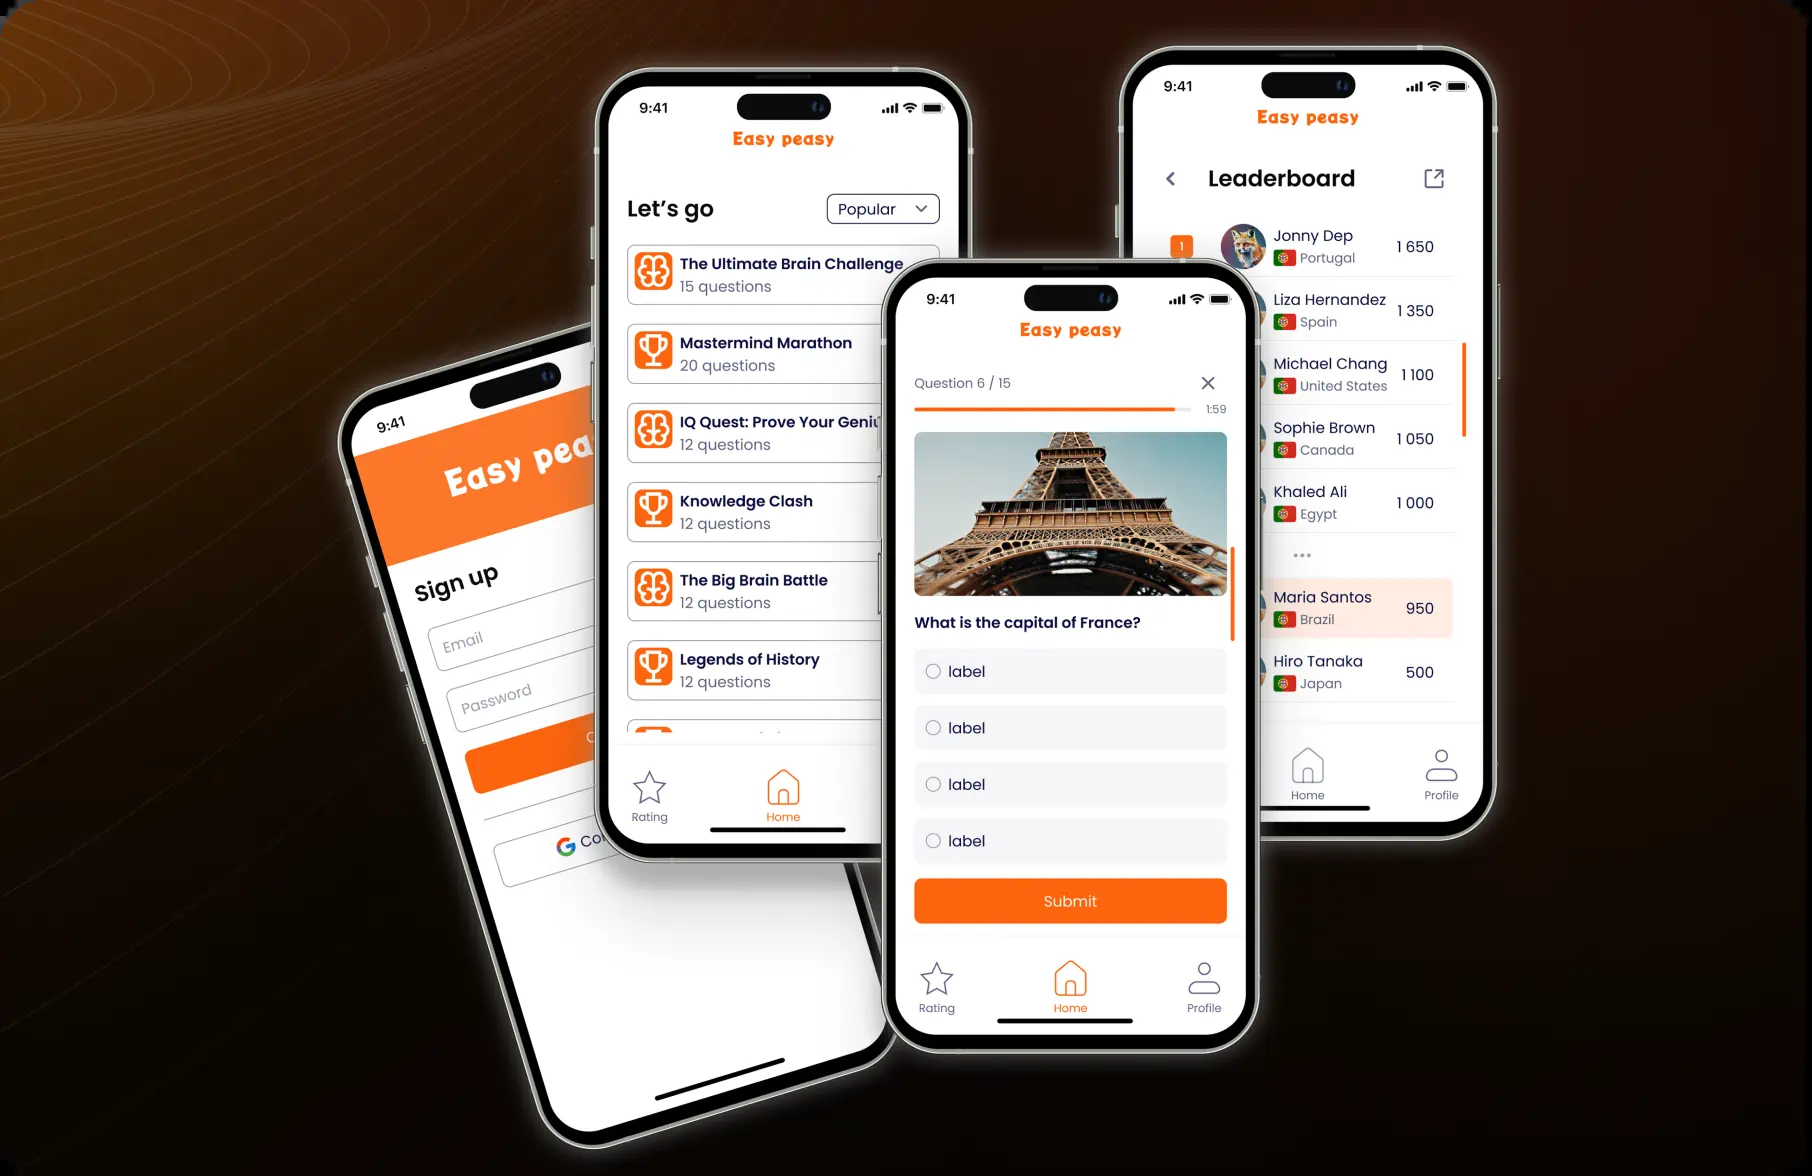 9:41
Easy pea
Sign up
Email
Password
9:41
Easy peasy
Let's go
Popular
The Ultimate Brain Challenge
15 questions
Mastermind Marathon
20 questions
IQ Quest: Prove Your Geniu
12 questions
Knowledge Clash
12 questions
The Big Brain Battle
12 questions
Legends of History
12 questions
Rating
Home
9:41
Easy peasy
Question 6 / 15
1:59
What is the capital of France?
label
label
label
label
Submit
Rating
Home
Profile
9:41
Easy peasy
Leaderboard
1
Jonny Dep
Portugal
1 650
Liza Hernandez
Spain
1 350
Michael Chang
United States
1 100
Sophie Brown
Canada
1 050
Khaled Ali
Egypt
1 000
Maria Santos
Brazil
950
Hiro Tanaka
Japan
500
Home
Profile